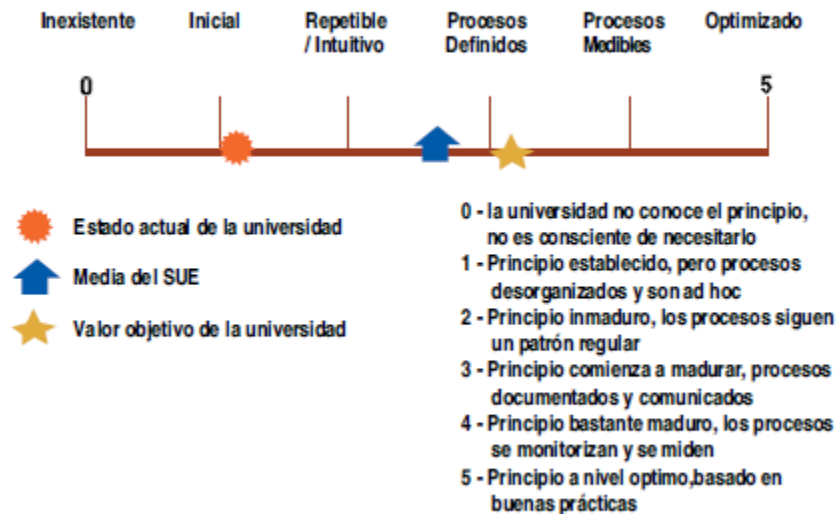 Inexistente Inicial Repetible Procesos Procesos Optimizado
/ Intuitivo Definidos Medibles
0 5
Estado actual de la universidad
Media del SUE
Valor objetivo de la universidad
0 - la universidad no conoce el principio,
no es consciente de necesitarlo
1 - Principio establecido, pero procesos
desorganizados y son ad hoc
2 - Principio inmaduro, los procesos siguen
un patrón regular
3 - Principio comienza a madurar, procesos
documentados y comunicados
4 - Principio bastante maduro, los procesos
se monitorizan y se miden
5 - Principio a nivel optimo,basado en
buenas prácticas